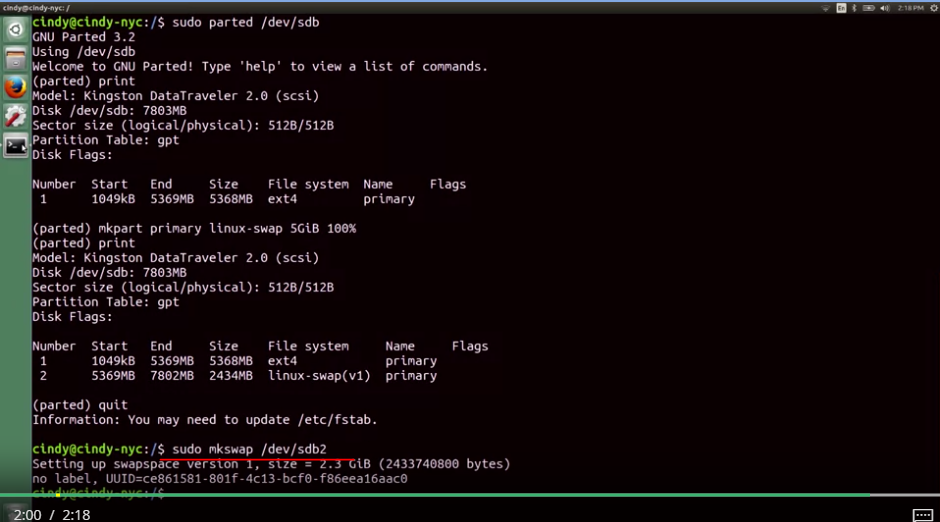 cindy@cindy-nyc: /
En
2:18 PM
cindy@cindy-nyc:/$ sudo parted /dev/sdb
GNU Parted 3.2
Using /dev/sdb
Welcome to GNU Parted! Type 'help' to view a list of commands.
(parted) print
Model: Kingston DataTraveler 2.0 (scsi)
Disk /dev/sdb: 7803MB
Sector size (logical/physical): 512B/512B
Partition Table: gpt
Disk Flags:
Number Start End Size File system Name Flags
1 1049kB 5369MB 5368MB ext4 primary
(parted) mkpart primary linux-swap 5GiB 100%
(parted) print
Model: Kingston DataTraveler 2.0 (scsi)
Disk /dev/sdb: 7803MB
Sector size (logical/physical): 512B/512B
Partition Table: gpt
Disk Flags:
Number Start End Size File system Name Flags
1 1049kB 5369MB 5368MB ext4 primary
2 5369MB 7802MB 2434MB linux-swap(v1) primary
(parted) quit
Information: You may need to update /etc/fstab.
cindy@cindy-nyc:/$ sudo mkswap /dev/sdb2
Setting up swapspace version 1, size = 2.3 GiB (2433740800 bytes)
no label, UUID=ce861581-801f-4c13-bcf0-f86eea16aac0
cindy@cindy-nyc:/$
2:00 / 2:18